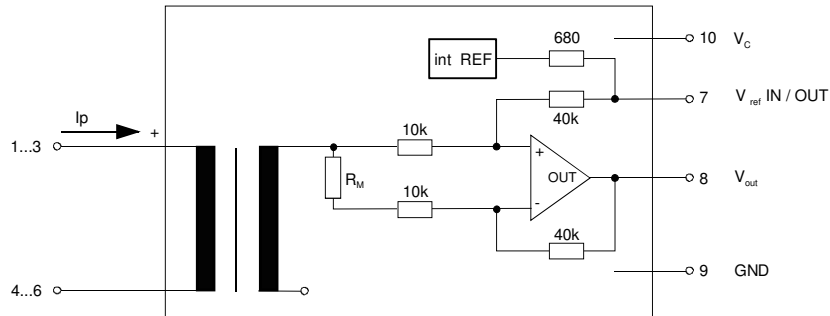 680
10
V_C
int REF
7
V_ref IN / OUT
40k
Ip
+
10k
1...3
+
OUT
R_M
8
V_out
10k
-
40k
9
GND
4...6